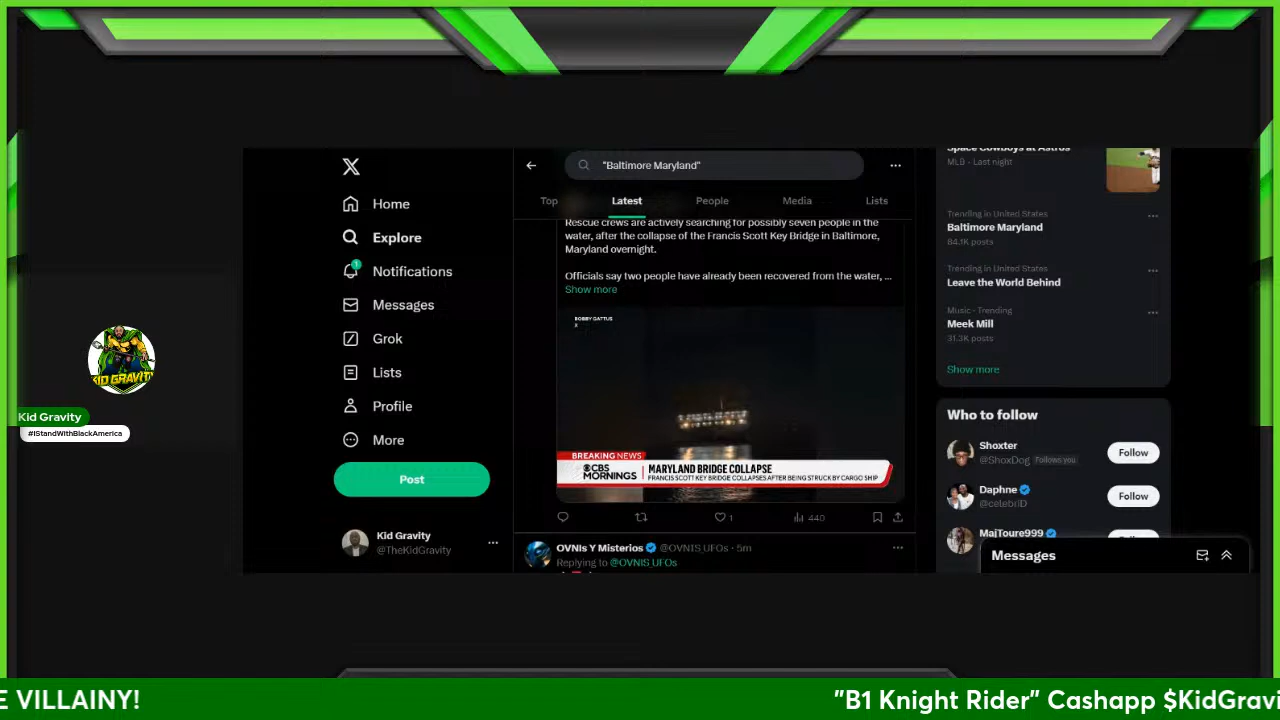 X
Home
Explore
1
Notifications
Messages
Grok
Lists
Profile
More
Post
Kid Gravity
@TheKidGravity
"Baltimore Maryland"
Top
Latest
People
Media
Lists
Rescue crews are actively searching for possibly seven people in the
water, after the collapse of the Francis Scott Key Bridge in Baltimore,
Maryland overnight.
Officials say two people have already been recovered from the water, ...
Show more
BOBBY GATTUS
X
BREAKING NEWS
CBS
MORNINGS
MARYLAND BRIDGE COLLAPSE
FRANCIS SCOTT KEY BRIDGE COLLAPSES AFTER BEING STRUCK BY CARGO SHIP
1
440
OVNIs Y Misterios @OVNIS_UFOs · 5m
Replying to @OVNIS_UFOs
Space Cowboys at Astros
MLB · Last night
Trending in United States
Baltimore Maryland
84.1K posts
Trending in United States
Leave the World Behind
Music · Trending
Meek Mill
31.3K posts
Show more
Who to follow
Shoxter
@ShoxDog Follows you
Follow
Daphne
@celebriD
Follow
MajToure999
Messages
KID GRAVITY
Kid Gravity
#IStandWithBlackAmerica
E VILLAINY!
"B1 Knight Rider" Cashapp $KidGravi